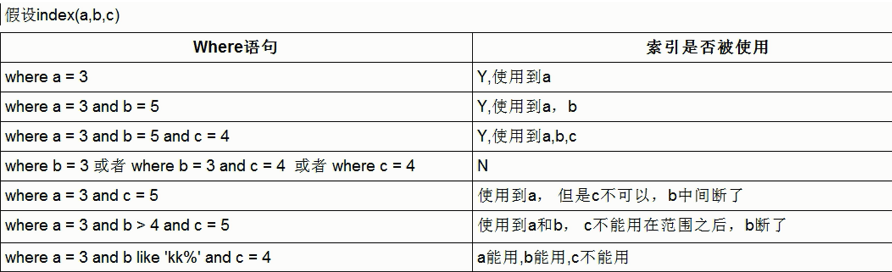 假设index(a,b,c)
Where语句 索引是否被使用
where a = 3 Y,使用到a
where a = 3 and b = 5 Y,使用到a，b
where a = 3 and b = 5 and c = 4 Y,使用到a,b,c
where b = 3 或者 where b = 3 and c = 4 或者 where c = 4 N
where a = 3 and c = 5 使用到a， 但是c不可以，b中间断了
where a = 3 and b > 4 and c = 5 使用到a和b， c不能用在范围之后，b断了
where a = 3 and b like 'kk%' and c = 4 a能用,b能用,c不能用